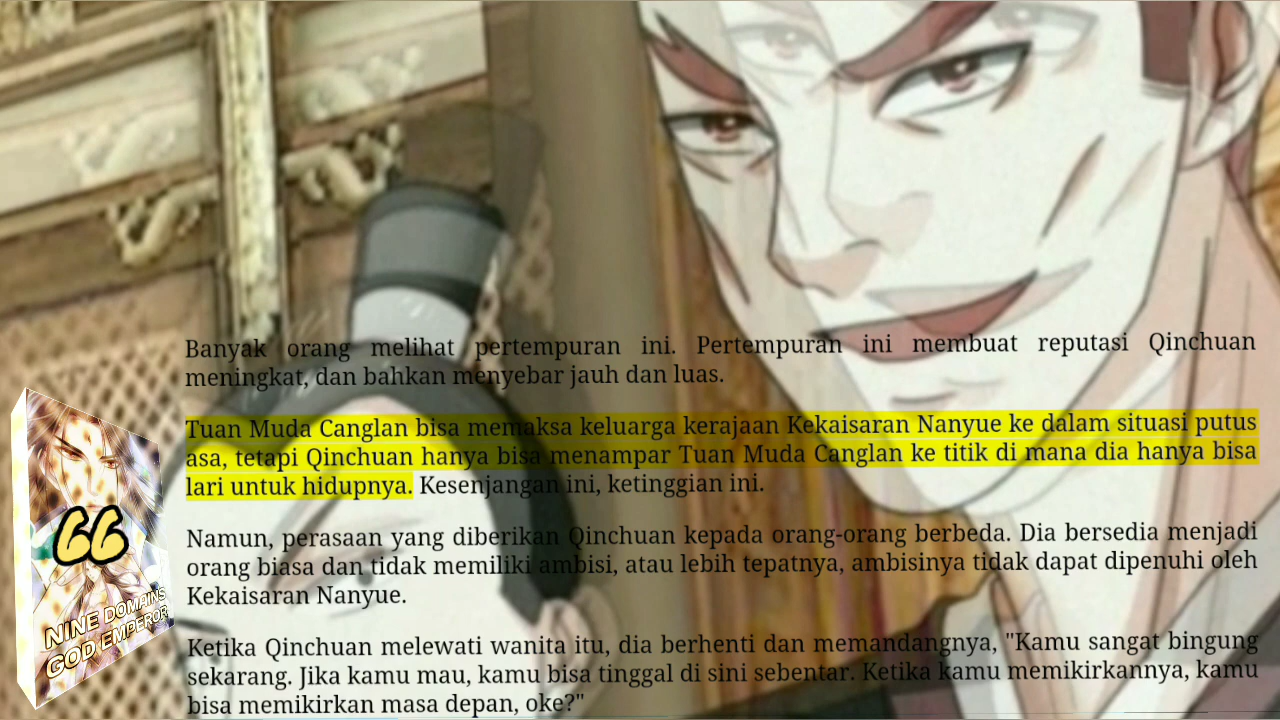 Banyak orang melihat pertempuran ini. Pertempuran ini membuat reputasi Qinchuan
meningkat, dan bahkan menyebar jauh dan luas.
Tuan Muda Canglan bisa memaksa keluarga kerajaan Kekaisaran Nanyue ke dalam situasi putus
asa, tetapi Qinchuan hanya bisa menampar Tuan Muda Canglan ke titik di mana dia hanya bisa
lari untuk hidupnya. Kesenjangan ini, ketinggian ini.
Namun, perasaan yang diberikan Qinchuan kepada orang-orang berbeda. Dia bersedia menjadi
orang biasa dan tidak memiliki ambisi, atau lebih tepatnya, ambisinya tidak dapat dipenuhi oleh
Kekaisaran Nanyue.
Ketika Qinchuan melewati wanita itu, dia berhenti dan memandangnya, "Kamu sangat bingung
sekarang. Jika kamu mau, kamu bisa tinggal di sini sebentar. Ketika kamu memikirkannya, kamu
bisa memikirkan masa depan, oke?"
66
NINE DOMAINS
GOD EMPEROR